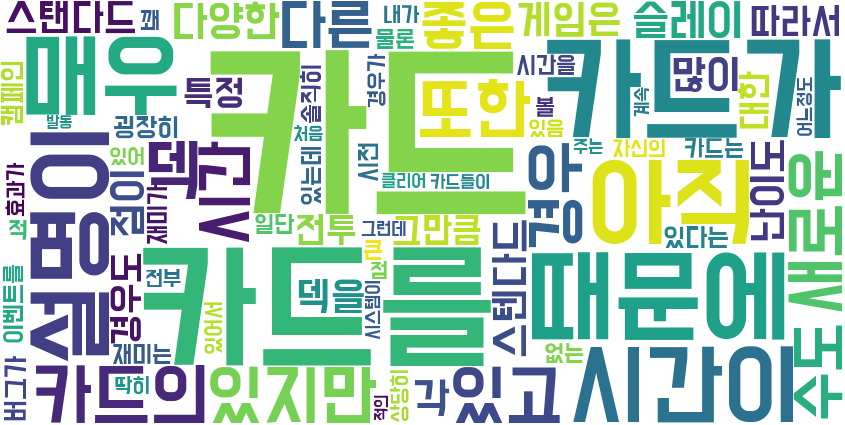 스탠다드
꽤
다양한
다른
내가
물론
좋은
게임은
슬레이
따라서
캠페인
매우
발동
굉장히
특정
카드
솔직히
처음
경우가
또한
시간을
볼
있음
카드가
많이
대한
계속
어느정도
효과가
적
설명이
있어
점이
재미가
덱
시간
있는데
시전
클리어
카드들이
경우
주는
자신의
아직
카드는
난이도
있다는
새로운
이벤트를
버그가
경우도
전부
일단
전투
그런데
그만큼
큰
점
카드를
덱을
시스템이
스텐다드
때문에
수도
있어서
재미는
딱히
카드의
있지만
적의
상당히
각
있고
없는
시간이